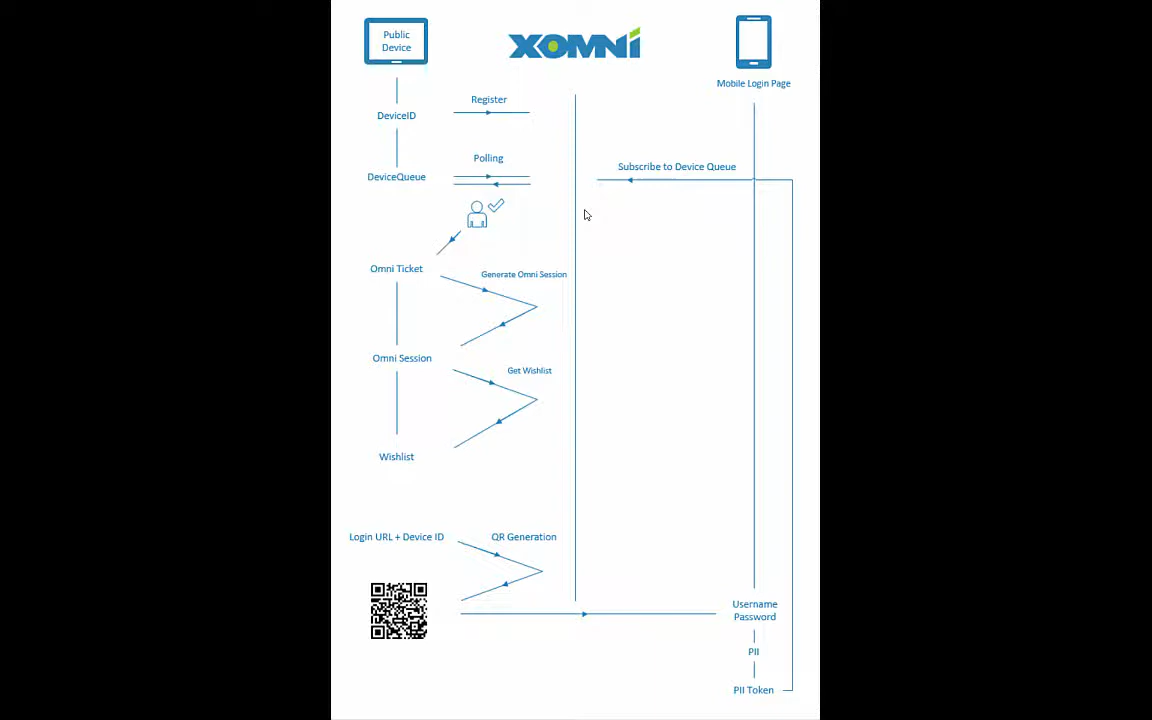 Public
Device
XOMNi
Mobile Login Page
Register
DeviceID
Polling
Subscribe to Device Queue
DeviceQueue
Omni Ticket
Generate Omni Session
Omni Session
Get Wishlist
Wishlist
Login URL + Device ID
QR Generation
Username
Password
PII
PII Token